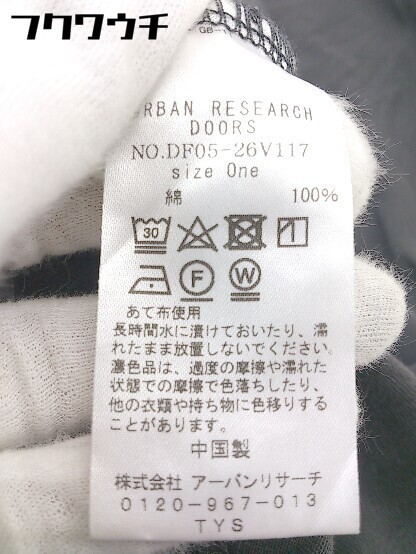 フクワウチ
URBAN RESEARCH
DOORS
NO.DF05-26V117
size One
綿 100%
30
F W
あて布使用
長時間水に漬けておいたり、濡
れたまま放置しないでください。
濃色品は、過度の摩擦や濡れた
状態での摩擦で色落ちしたり、
他の衣類や持ち物に色移りする
ことがあります。
中国製
株式会社 アーバンリサーチ
0120-967-013
TYS